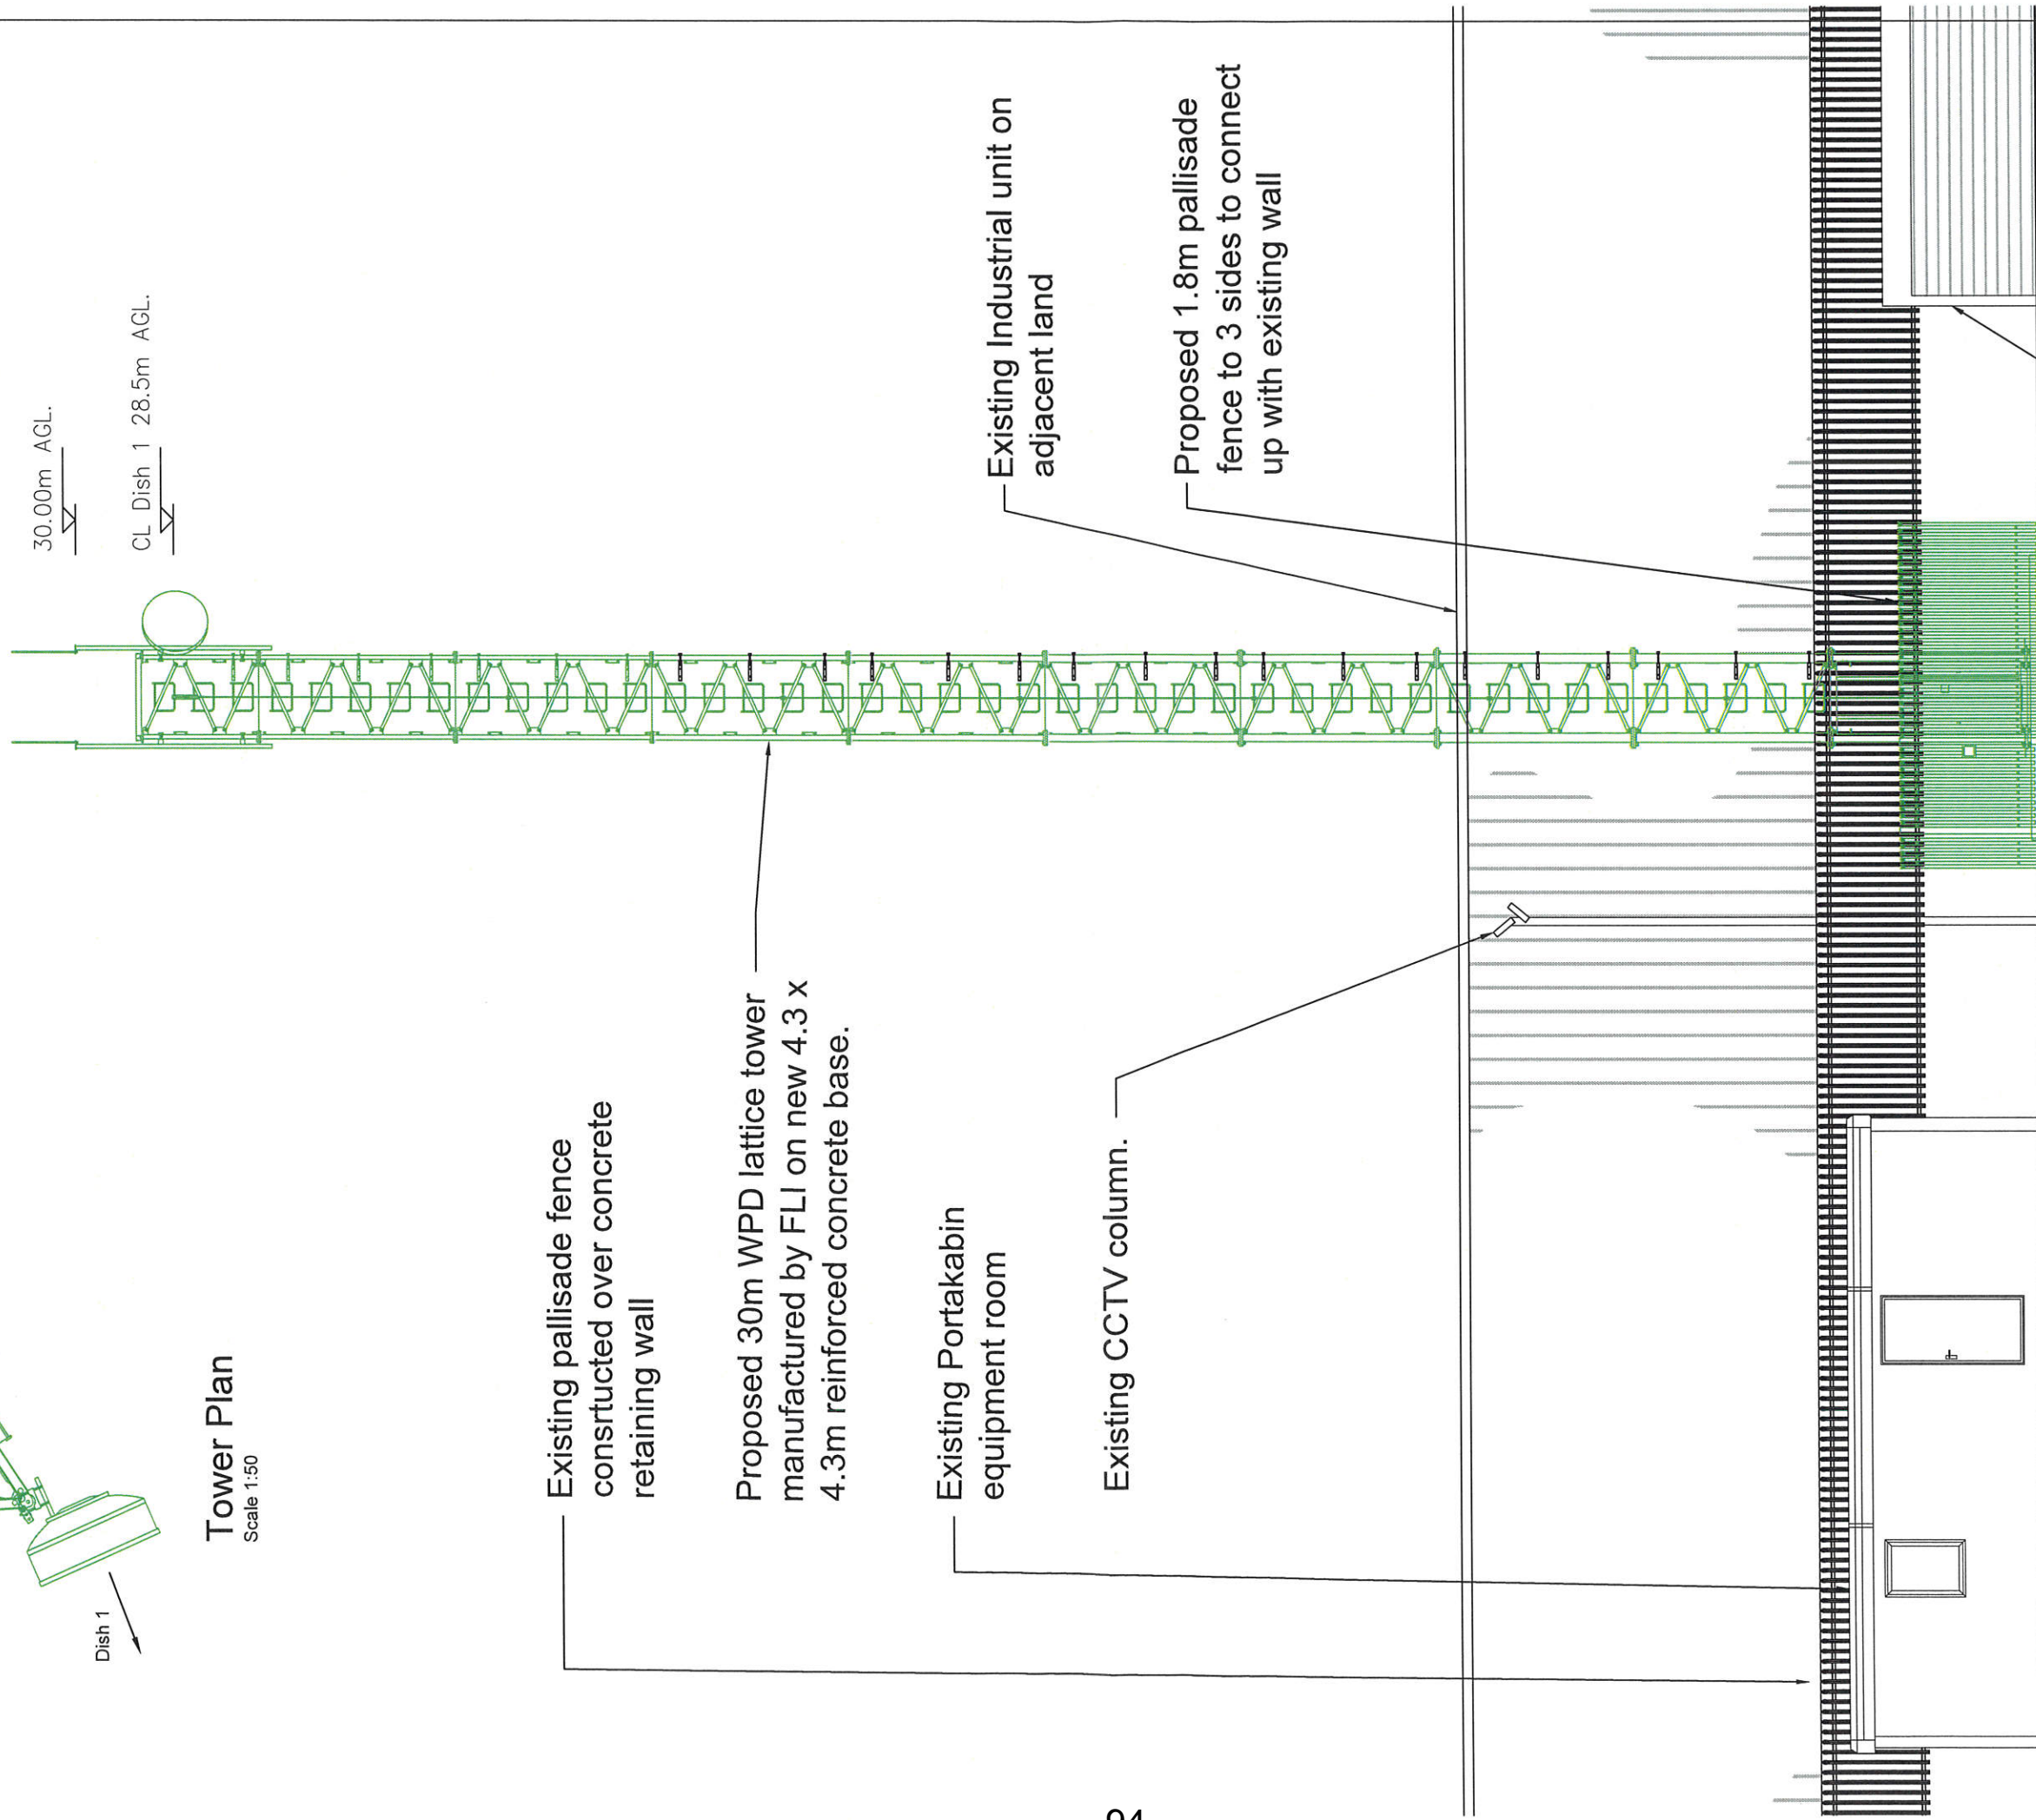 30.00m AGL.
CL Dish 1 28.5m AGL.
Dish 1
Tower Plan
Scale 1:50
Existing pallisade fence
consrtucted over concrete
retaining wall
Proposed 30m WPD lattice tower
manufactured by FLI on new 4.3 x
4.3m reinforced concrete base.
Existing Portakabin
equipment room
Existing CCTV column.
Existing Industrial unit on
adjacent land
Proposed 1.8m pallisade
fence to 3 sides to connect
up with existing wall